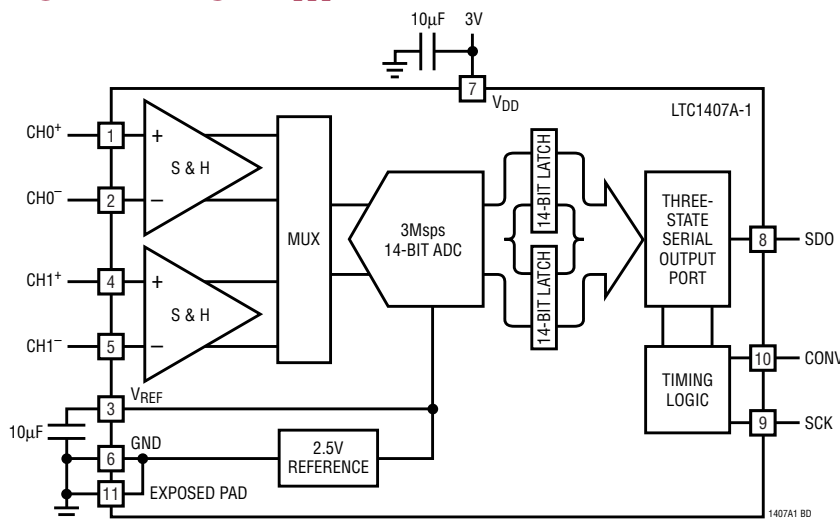 10µF
3V
7
VDD
LTC1407A-1
CH0+
1
+
S & H
CH0–
2
–
MUX
3Msps
14-BIT ADC
14-BIT LATCH
14-BIT LATCH
THREE-
STATE
SERIAL
OUTPUT
PORT
8
SDO
CH1+
4
+
S & H
CH1–
5
–
10
CONV
TIMING
LOGIC
9
SCK
VREF
3
10µF
GND
6
2.5V
REFERENCE
11
EXPOSED PAD
1407A1 BD